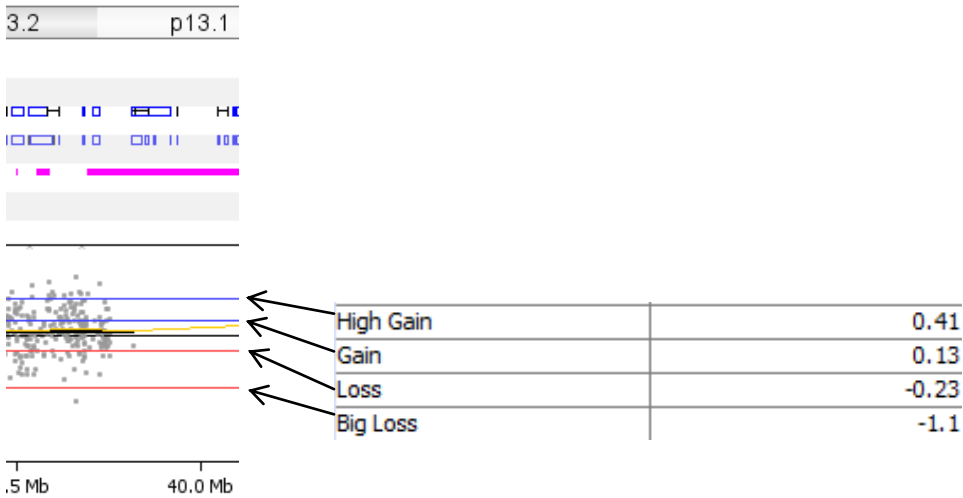 3.2 p13.1
High Gain 0.41
Gain 0.13
Loss -0.23
Big Loss -1.1
.5 Mb 40.0 Mb